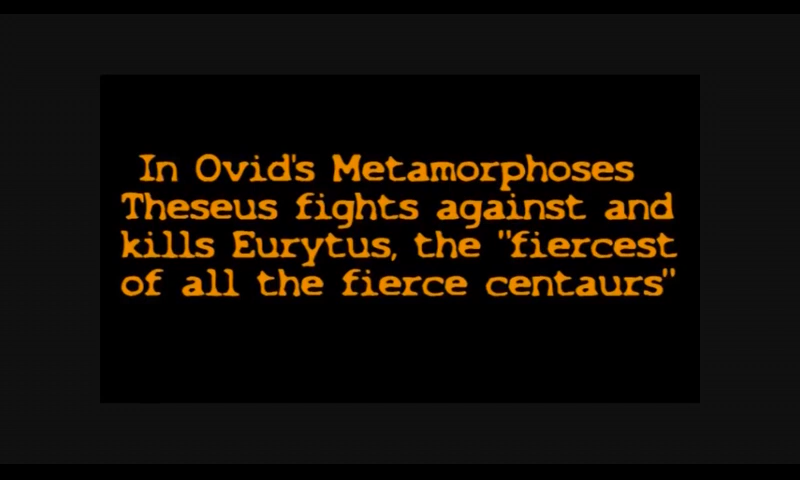 In Ovid's Metamorphoses
Theseus fights against and
kills Eurytus, the "fiercest
of all the fierce centaurs"